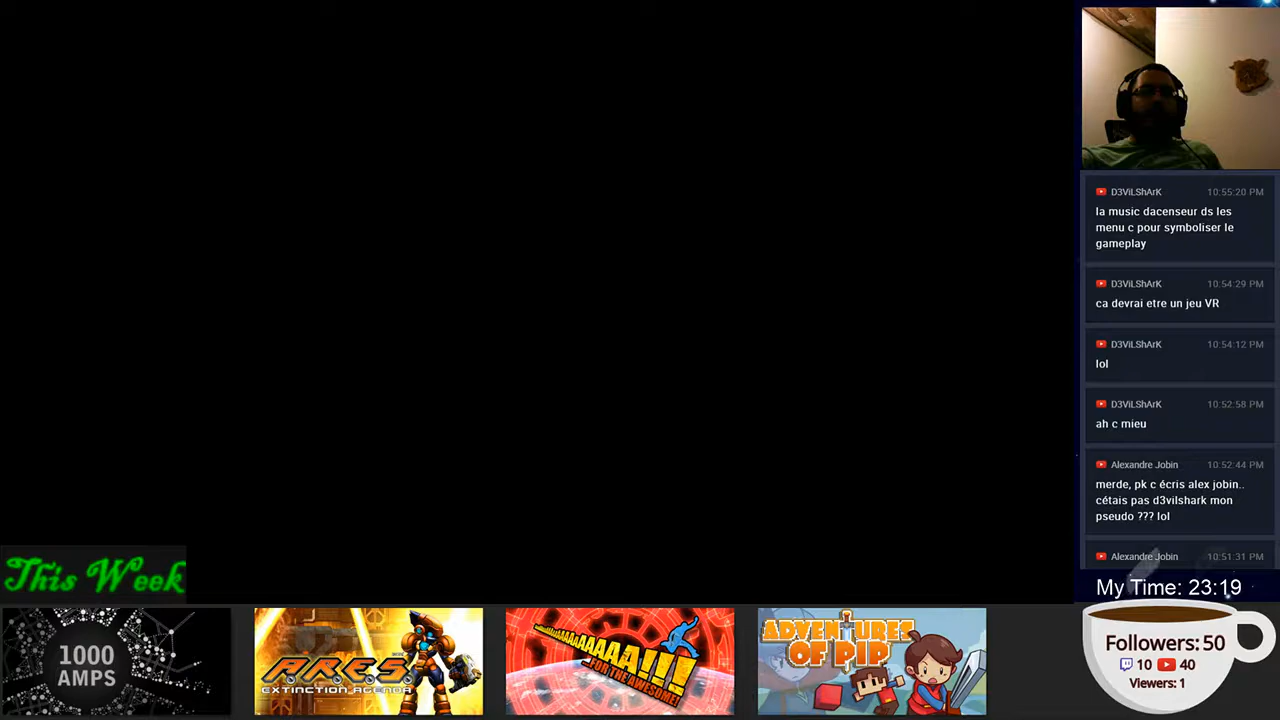 D3ViLShArK 10:55:20 PM
la music dacenseur ds les
menu c pour symboliser le
gameplay
D3ViLShArK 10:54:29 PM
ca devrai etre un jeu VR
D3ViLShArK 10:54:12 PM
lol
D3ViLShArK 10:52:58 PM
ah c mieu
Alexandre Jobin 10:52:44 PM
merde, pk c écris alex jobin..
cétais pas d3vilshark mon
pseudo ??? lol
Alexandre Jobin 10:51:31 PM
This Week
My Time: 23:19
1000
AMPS
A.R.E.S.
EXTINCTION AGENDA
...FOR THE AWESOME!
ADVENTURES
OF PIP
Followers: 50
10 40
Viewers: 1